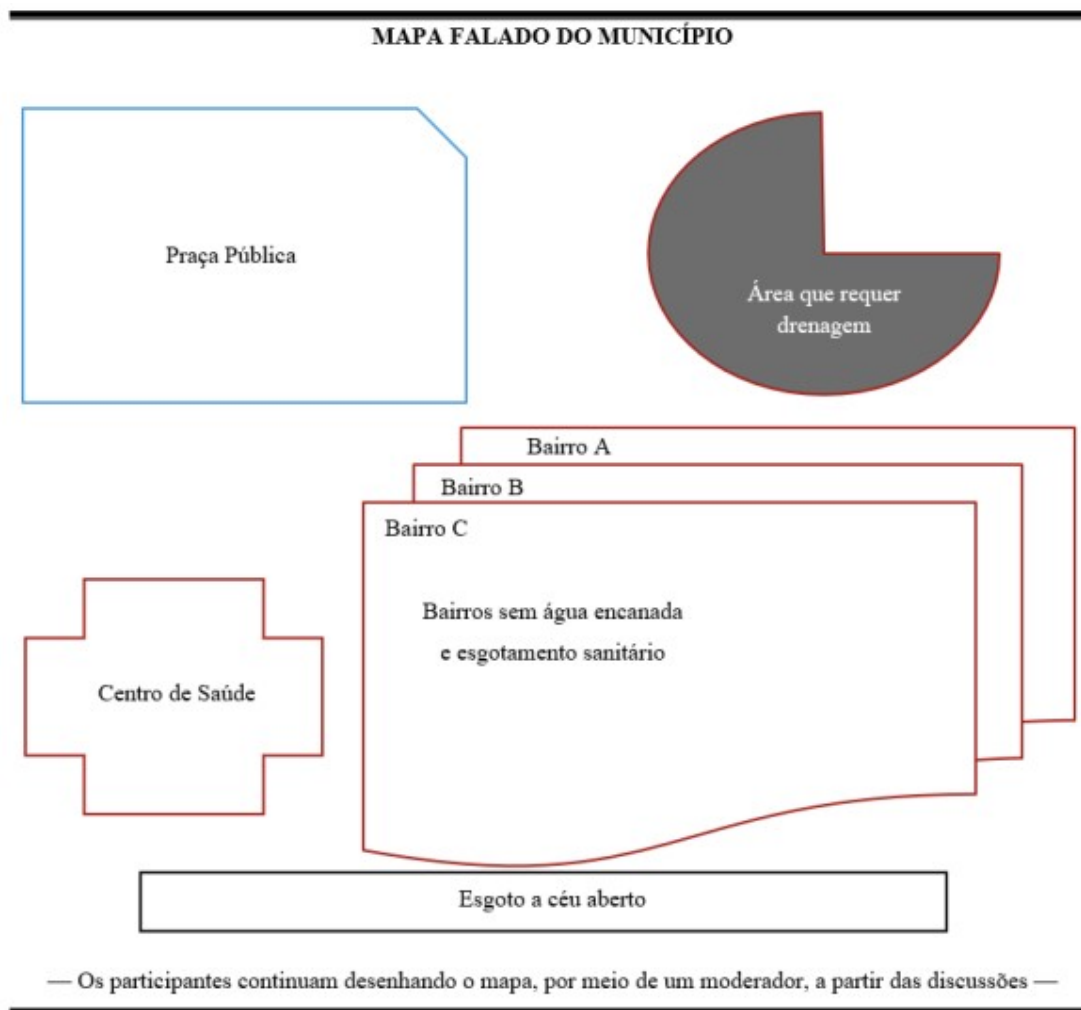 MAPA FALADO DO MUNICÍPIO
Praça Pública
Área que requer
drenagem
Bairro A
Bairro B
Bairro C
Bairros sem água encanada
e esgotamento sanitário
Centro de Saúde
Esgoto a céu aberto
— Os participantes continuam desenhando o mapa, por meio de um moderador, a partir das discussões —